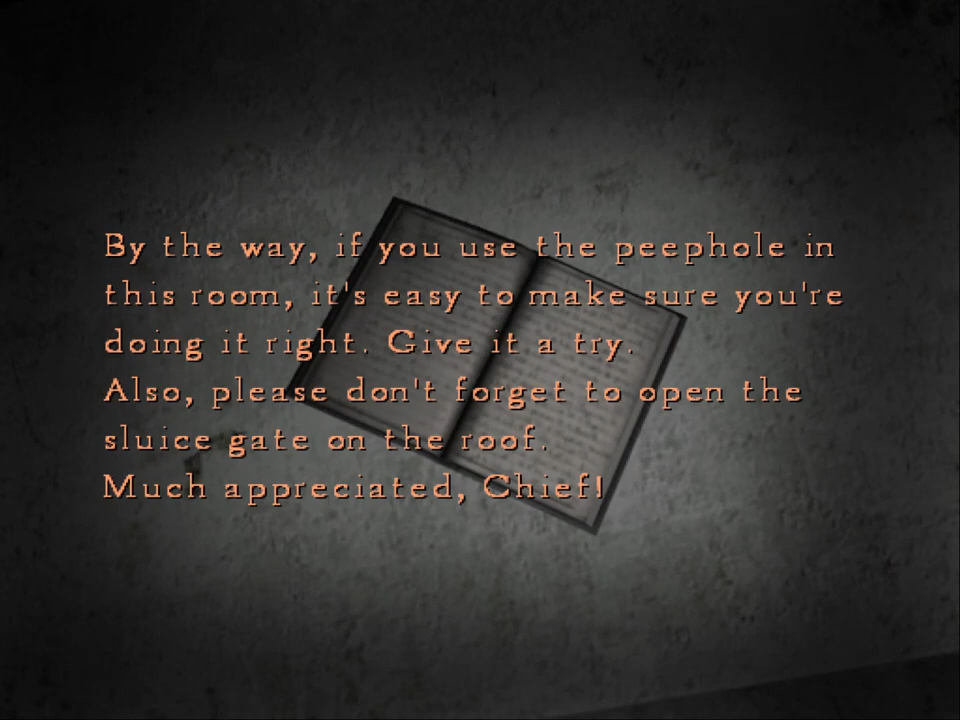 By the way, if you use the peephole in
this room, it's easy to make sure you're
doing it right. Give it a try.
Also, please don't forget to open the
sluice gate on the roof.
Much appreciated, Chief!